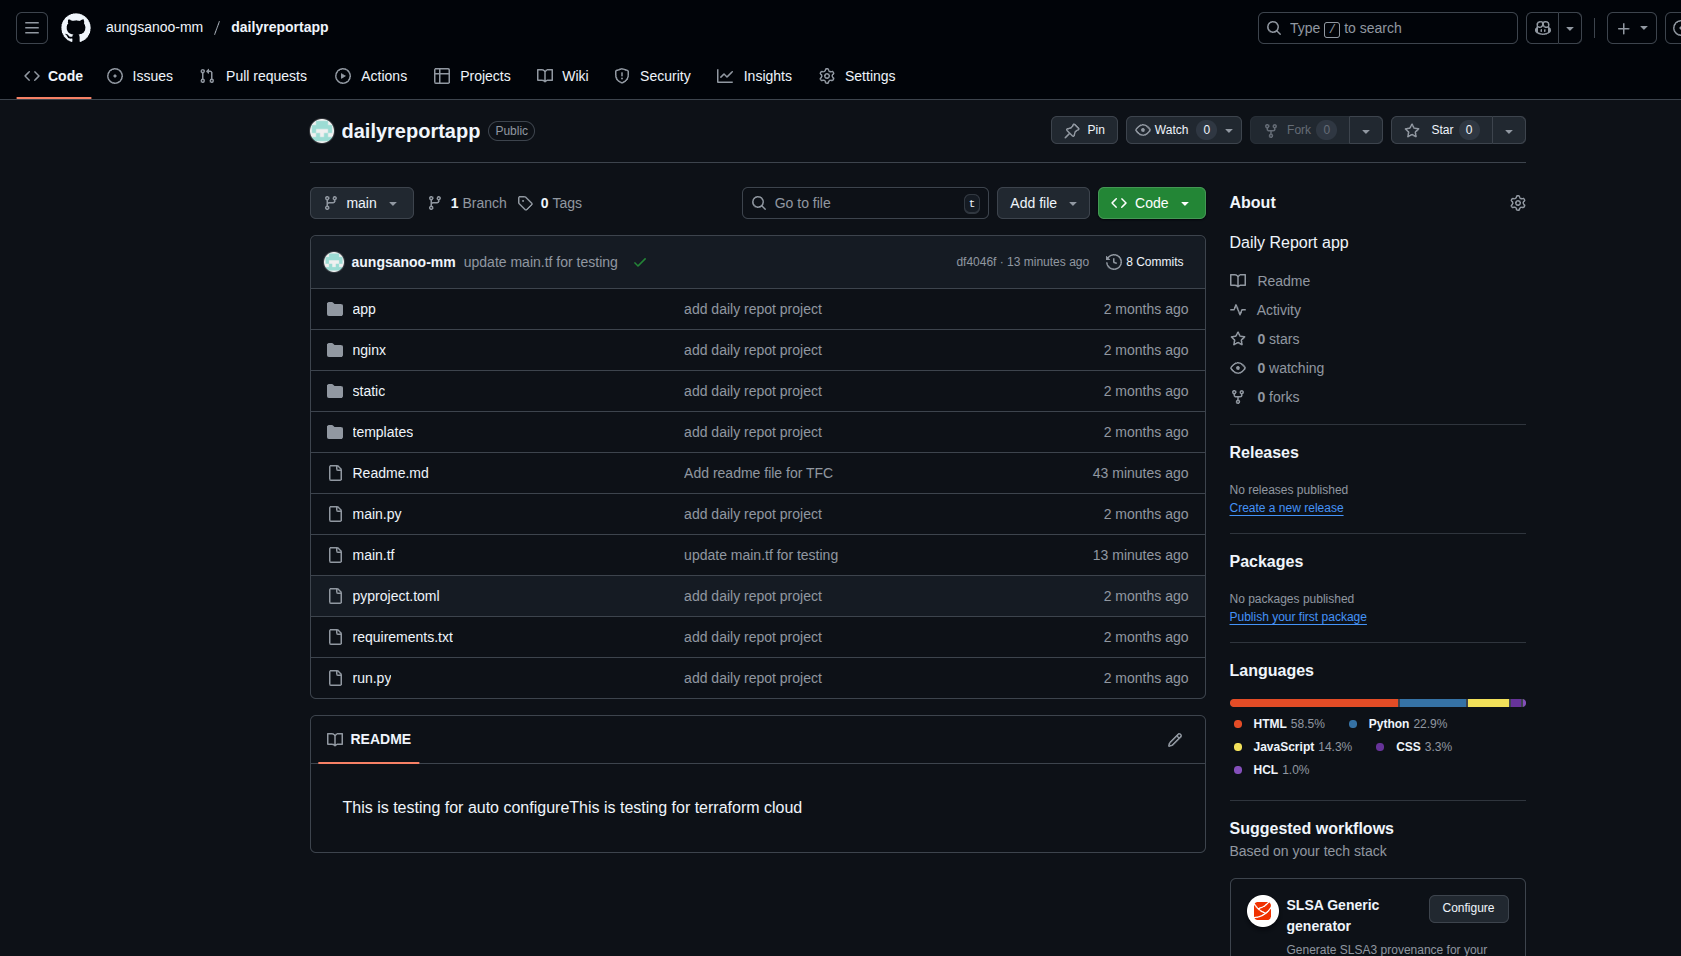 aungsanoo-mm / dailyreportapp
Type / to search
Code Issues Pull requests Actions Projects Wiki Security Insights Settings
dailyreportapp Public
Pin Watch 0 Fork 0 Star 0
main 1 Branch 0 Tags Go to file t Add file Code
aungsanoo-mm update main.tf for testing df4046f · 13 minutes ago 8 Commits
app add daily repot project 2 months ago
nginx add daily repot project 2 months ago
static add daily repot project 2 months ago
templates add daily repot project 2 months ago
Readme.md Add readme file for TFC 43 minutes ago
main.py add daily repot project 2 months ago
main.tf update main.tf for testing 13 minutes ago
pyproject.toml add daily repot project 2 months ago
requirements.txt add daily repot project 2 months ago
run.py add daily repot project 2 months ago
README
This is testing for auto configureThis is testing for terraform cloud
About
Daily Report app
Readme
Activity
0 stars
0 watching
0 forks
Releases
No releases published
Create a new release
Packages
No packages published
Publish your first package
Languages
HTML 58.5% Python 22.9%
JavaScript 14.3% CSS 3.3%
HCL 1.0%
Suggested workflows
Based on your tech stack
SLSA Generic
generator
Configure
Generate SLSA3 provenance for your